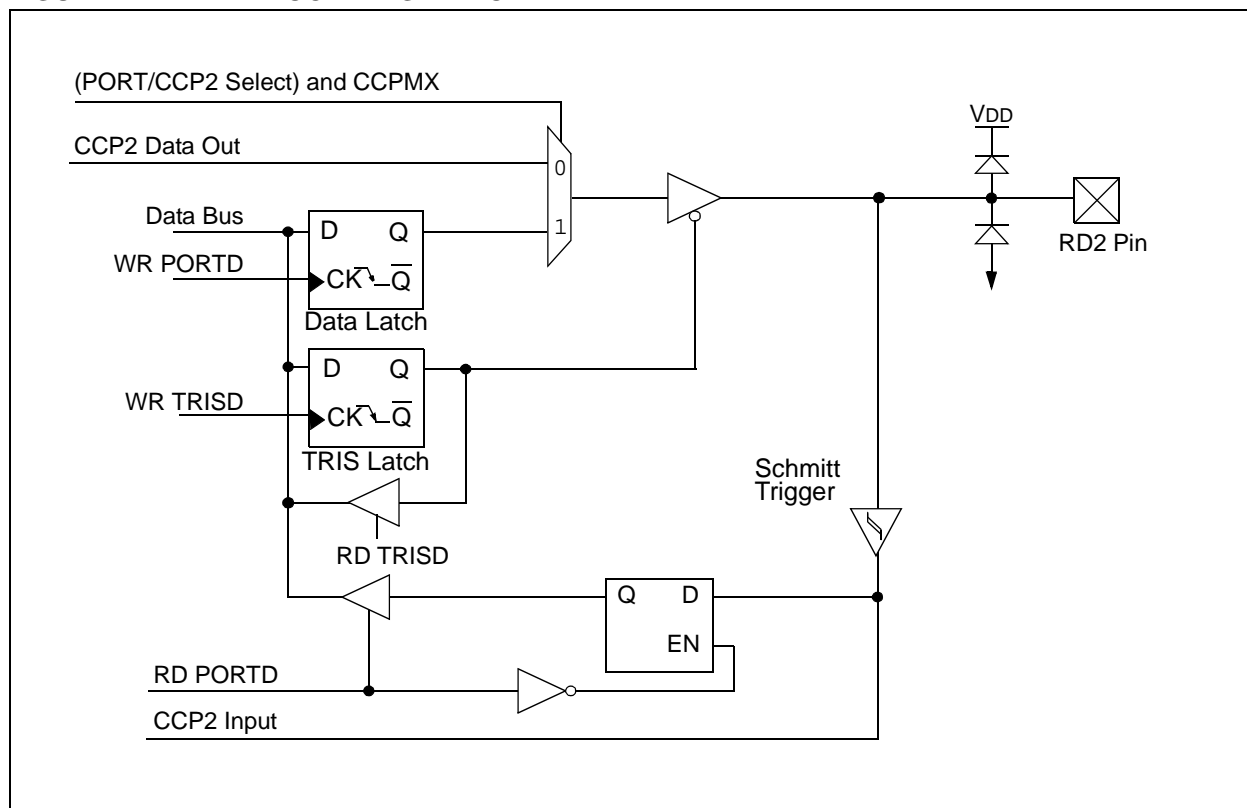 (PORT/CCP2 Select) and CCPMX
CCP2 Data Out
VDD
0
1
Data Bus
D Q
WR PORTD
CK Q
Data Latch
RD2 Pin
D Q
WR TRISD
CK Q
TRIS Latch
Schmitt
Trigger
RD TRISD
Q D
EN
RD PORTD
CCP2 Input